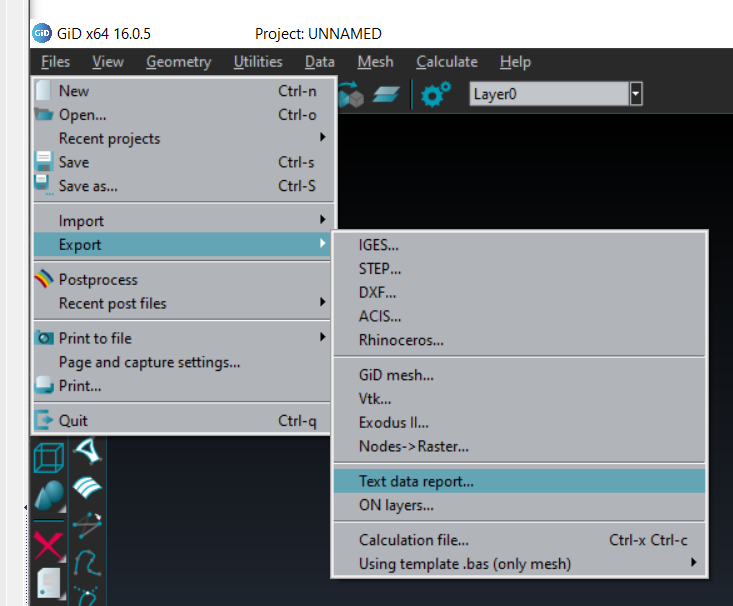 GiD GiD x64 16.0.5 Project: UNNAMED
Files View Geometry Utilities Data Mesh Calculate Help
Layer0
New Ctrl-n
Open... Ctrl-o
Recent projects
Save Ctrl-s
Save as... Ctrl-S
Import
Export
Postprocess
Recent post files
Print to file
Page and capture settings...
Print...
Quit Ctrl-q
IGES...
STEP...
DXF...
ACIS...
Rhinoceros...
GiD mesh...
Vtk...
Exodus II...
Nodes->Raster...
Text data report...
ON layers...
Calculation file... Ctrl-x Ctrl-c
Using template .bas (only mesh)